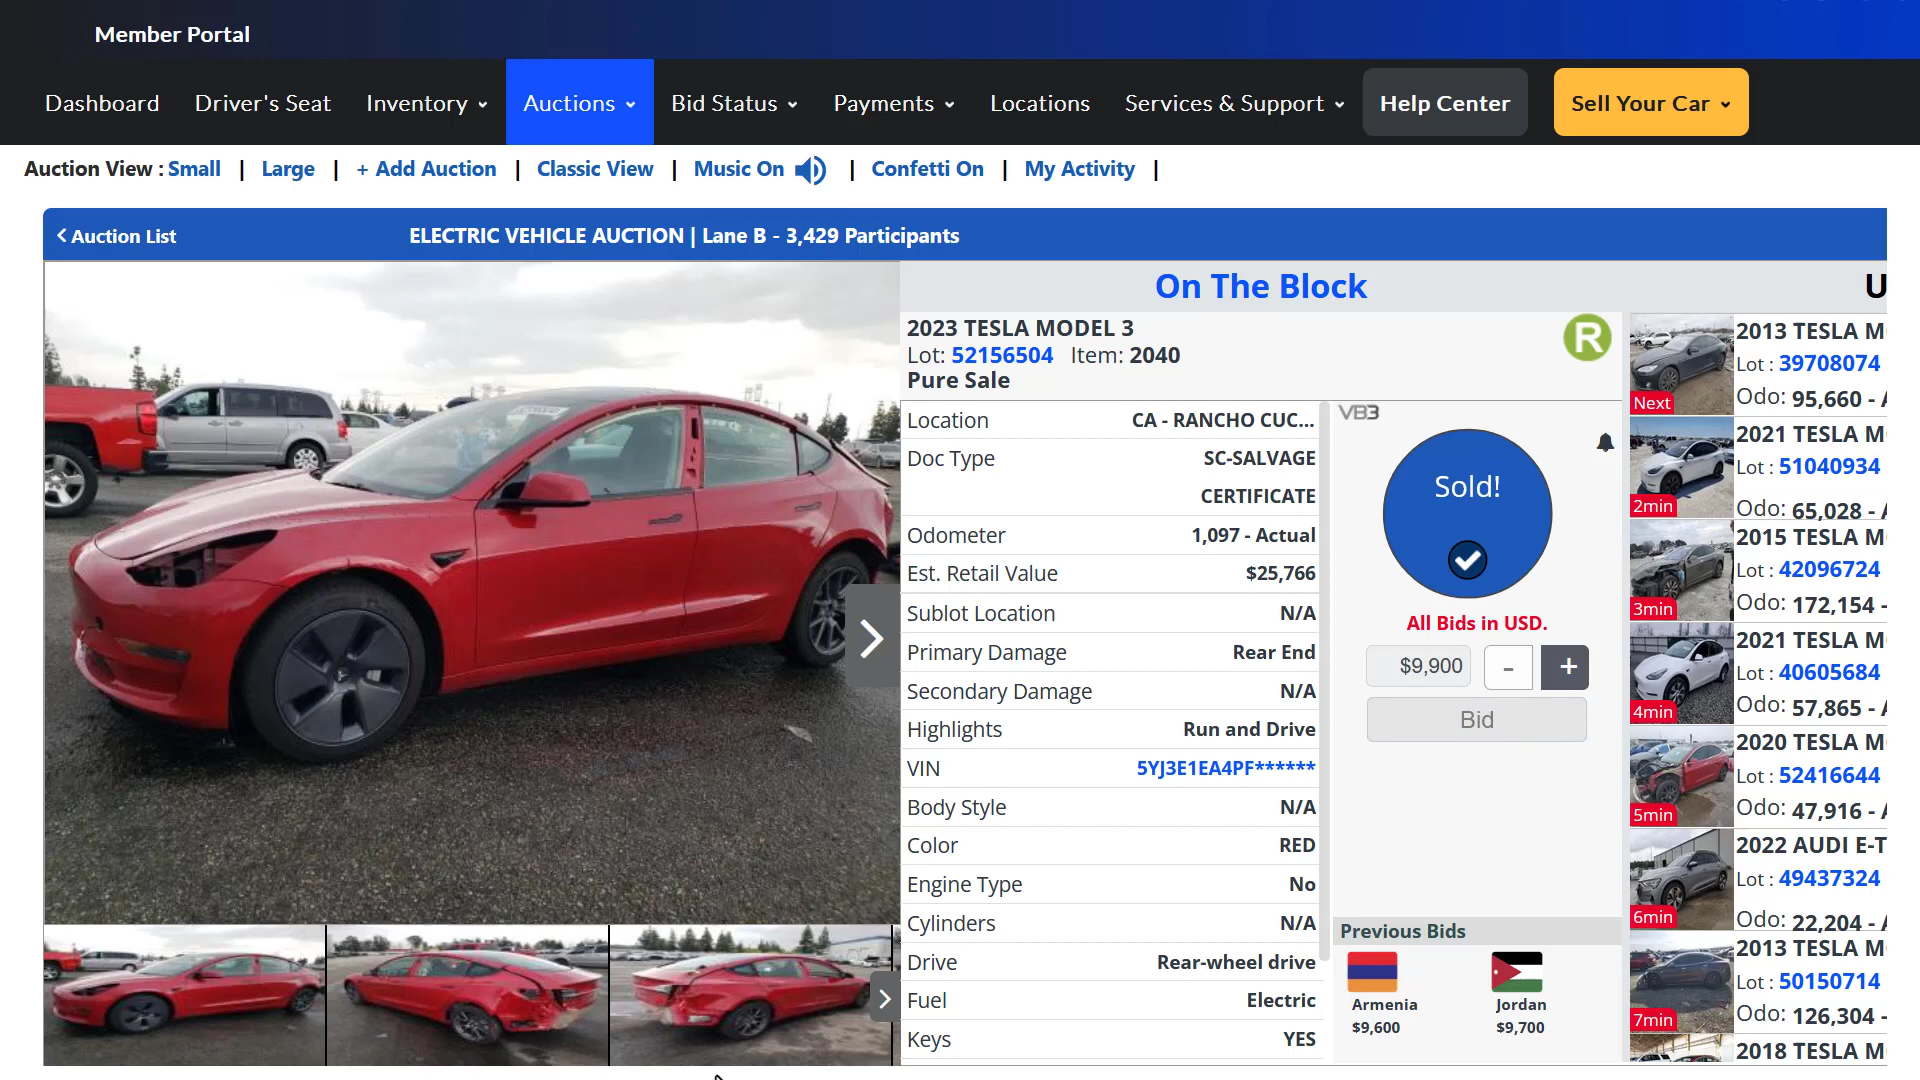 Member Portal
Dashboard Driver's Seat Inventory Auctions Bid Status Payments Locations Services & Support Help Center Sell Your Car
Auction View : Small | Large | + Add Auction | Classic View | Music On | Confetti On | My Activity |
Auction List
ELECTRIC VEHICLE AUCTION | Lane B - 3,429 Participants
On The Block
2023 TESLA MODEL 3
Lot: 52156504 Item: 2040
Pure Sale
R
Location CA - RANCHO CUC...
Doc Type SC-SALVAGE
CERTIFICATE
Odometer 1,097 - Actual
Est. Retail Value $25,766
Sublot Location N/A
Primary Damage Rear End
Secondary Damage N/A
Highlights Run and Drive
VIN 5YJ3E1EA4PF******
Body Style N/A
Color RED
Engine Type No
Cylinders N/A
Drive Rear-wheel drive
Fuel Electric
Keys YES
VB3
Sold!
All Bids in USD.
$9,900 - +
Bid
Previous Bids
Armenia
$9,600
Jordan
$9,700
U
2013 TESLA M
Lot : 39708074
Next
Odo: 95,660 - A
2021 TESLA M
Lot : 51040934
2min
Odo: 65,028 - A
2015 TESLA M
Lot : 42096724
3min
Odo: 172,154 -
2021 TESLA M
Lot : 40605684
4min
Odo: 57,865 - A
2020 TESLA M
Lot : 52416644
5min
Odo: 47,916 - A
2022 AUDI E-T
Lot : 49437324
6min
Odo: 22,204 - A
2013 TESLA M
Lot : 50150714
7min
Odo: 126,304 -
2018 TESLA M